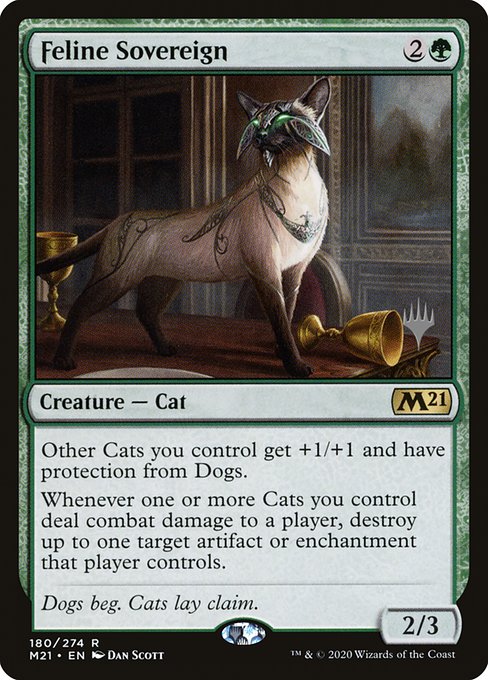 Feline Sovereign 2
Creature — Cat M21
Other Cats you control get +1/+1 and have
protection from Dogs.
Whenever one or more Cats you control
deal combat damage to a player, destroy
up to one target artifact or enchantment
that player controls.
Dogs beg. Cats lay claim.
2/3
180/274 R
M21 • EN Dan Scott ™ & © 2020 Wizards of the Coast